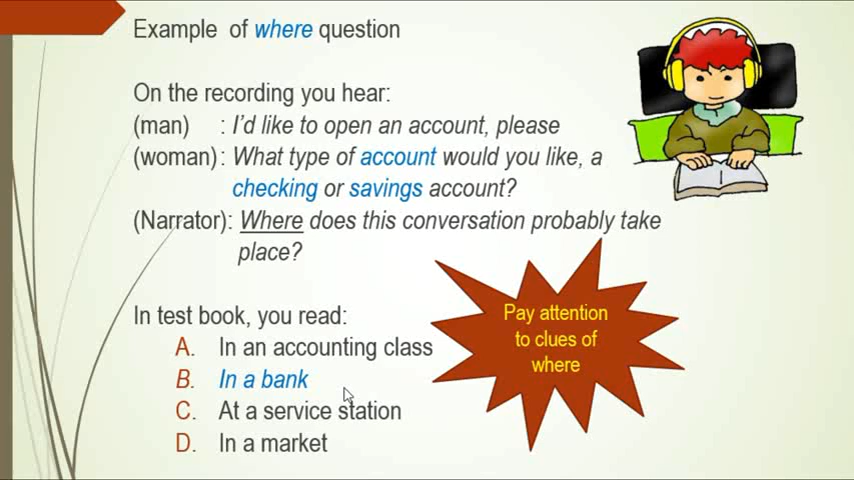 Example of where question
On the recording you hear:
(man) : I'd like to open an account, please
(woman) : What type of account would you like, a
checking or savings account?
(Narrator): Where does this conversation probably take
place?
In test book, you read:
A. In an accounting class
B. In a bank
C. At a service station
D. In a market
Pay attention
to clues of
where